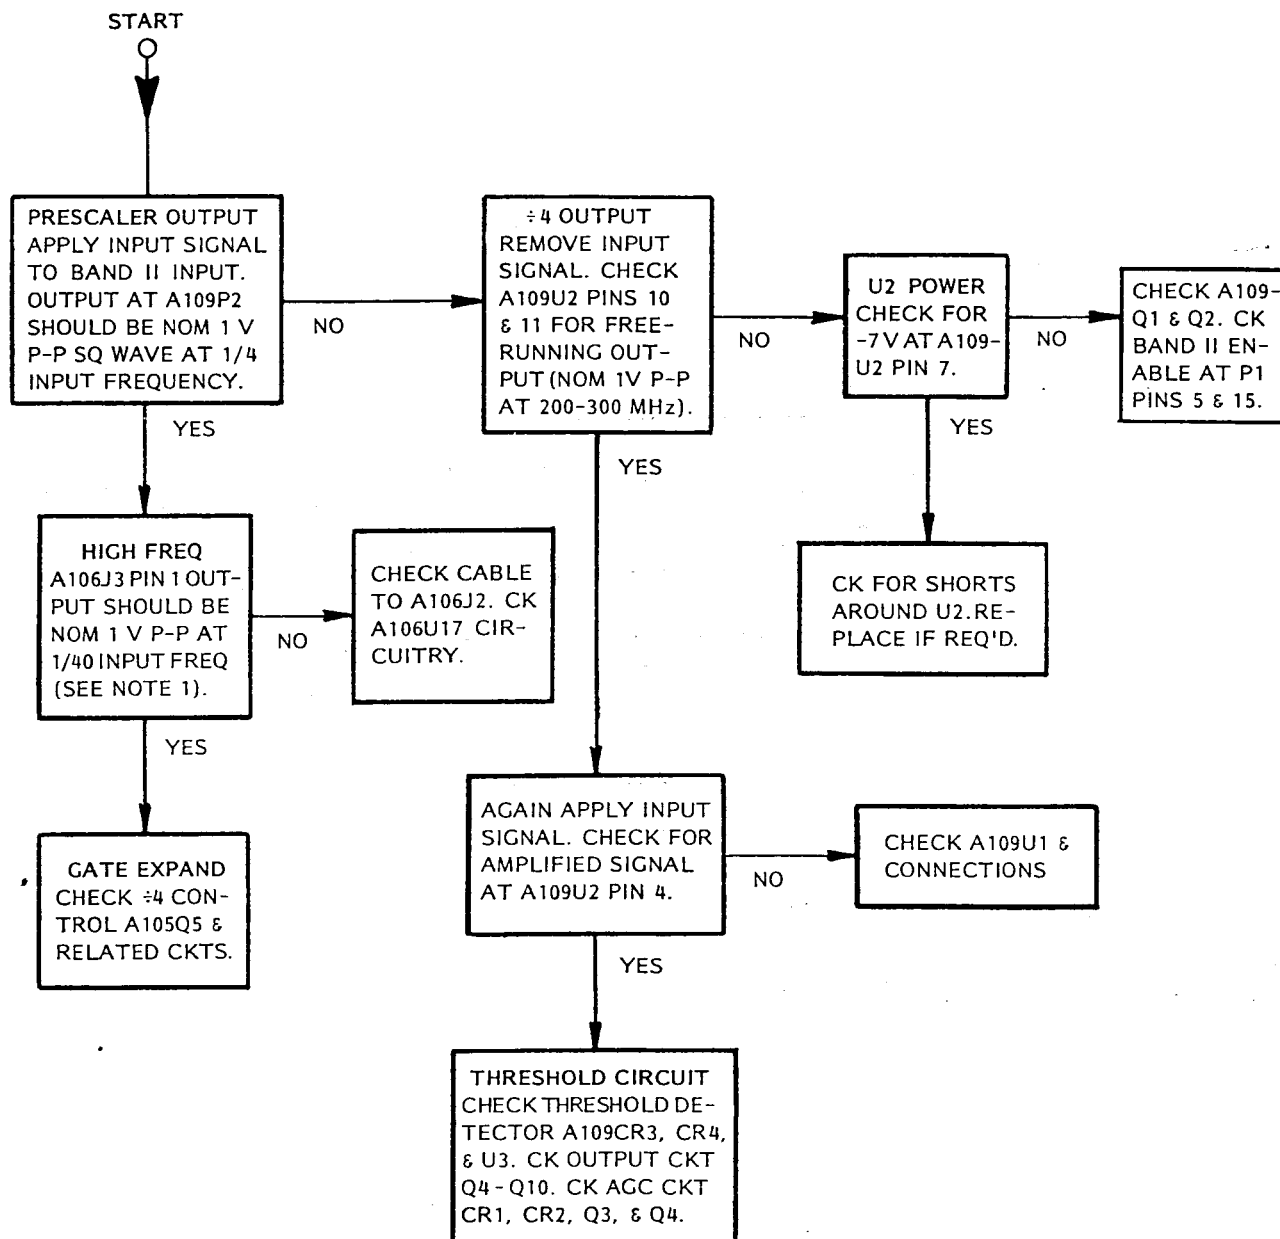 START
PRESCALER OUTPUT
APPLY INPUT SIGNAL
TO BAND II INPUT.
OUTPUT AT A109P2
SHOULD BE NOM 1 V
P-P SQ WAVE AT 1/4
INPUT FREQUENCY.
NO
YES
÷4 OUTPUT
REMOVE INPUT
SIGNAL. CHECK
A109U2 PINS 10
& 11 FOR FREE-
RUNNING OUT-
PUT (NOM 1V P-P
AT 200-300 MHz).
NO
YES
U2 POWER
CHECK FOR
-7V AT A109-
U2 PIN 7.
NO
YES
CHECK A109-
Q1 & Q2. CK
BAND II EN-
ABLE AT P1
PINS 5 & 15.
HIGH FREQ
A106J3 PIN 1 OUT-
PUT SHOULD BE
NOM 1 V P-P AT
1/40 INPUT FREQ
(SEE NOTE 1).
NO
YES
CHECK CABLE
TO A106J2. CK
A106U17 CIR-
CUITRY.
CK FOR SHORTS
AROUND U2. RE-
PLACE IF REQ'D.
GATE EXPAND
CHECK ÷4 CON-
TROL A105Q5 &
RELATED CKTS.
AGAIN APPLY INPUT
SIGNAL. CHECK FOR
AMPLIFIED SIGNAL
AT A109U2 PIN 4.
NO
YES
CHECK A109U1 &
CONNECTIONS
THRESHOLD CIRCUIT
CHECK THRESHOLD DE-
TECTOR A109CR3, CR4,
& U3. CK OUTPUT CKT
Q4-Q10. CK AGC CKT
CR1, CR2, Q3, & Q4.